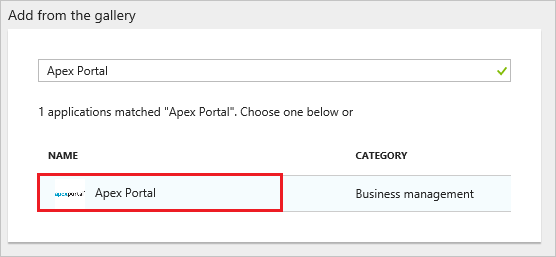 Add from the gallery
Apex Portal
1 applications matched "Apex Portal". Choose one below or
NAME CATEGORY
apexportal Apex Portal Business management